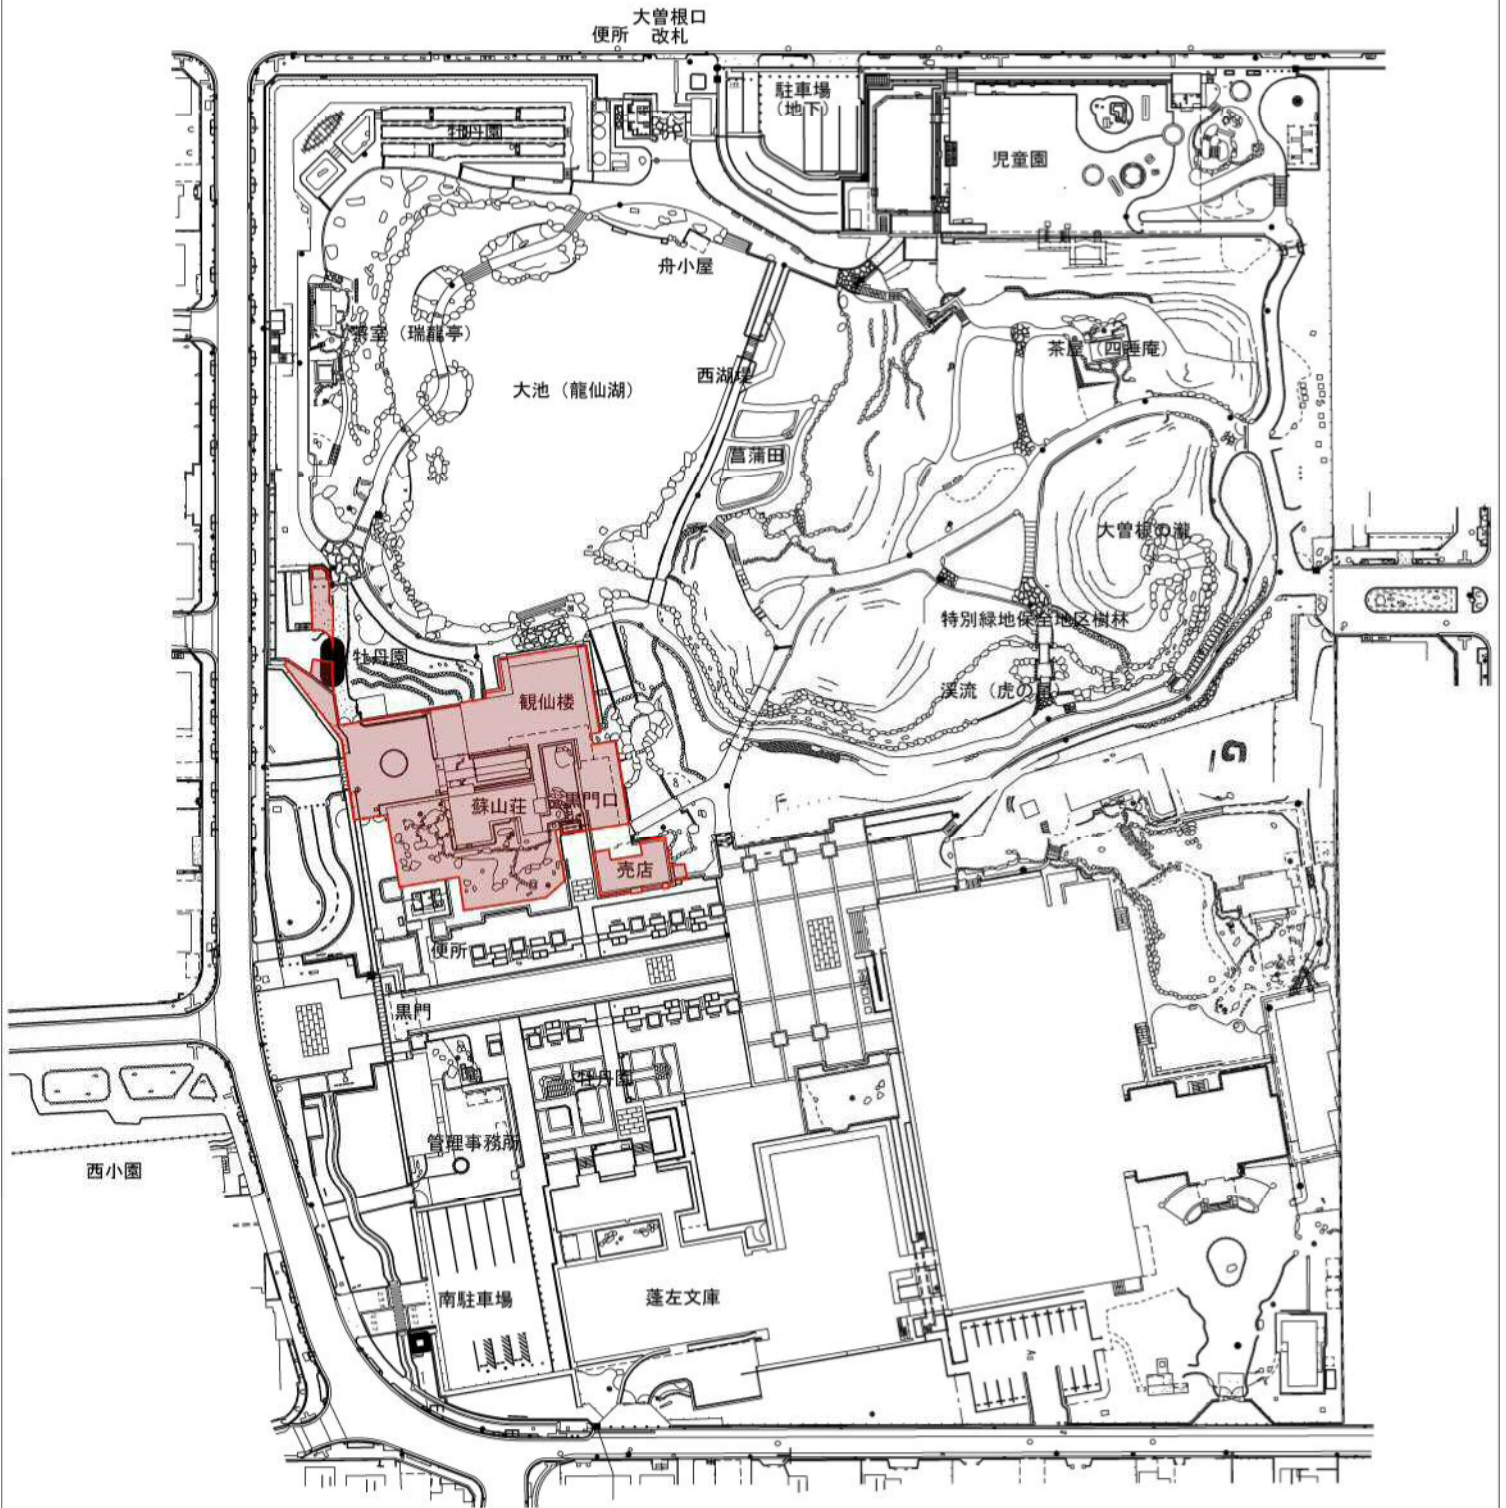 大曽根口
便所 改札
駐車場
(地下)
牡丹園
児童園
舟小屋
茶室(瑞龍亭)
茶屋(四睡庵)
西湖堤
大池(龍仙湖)
菖蒲田
大曽根の瀧
特別緑地保全地区樹林
牡丹園
渓流(虎の尾)
観仙楼
蘇山荘
黒門口
売店
便所
黒門
牡丹園
管理事務所
西小園
南駐車場
蓬左文庫
As